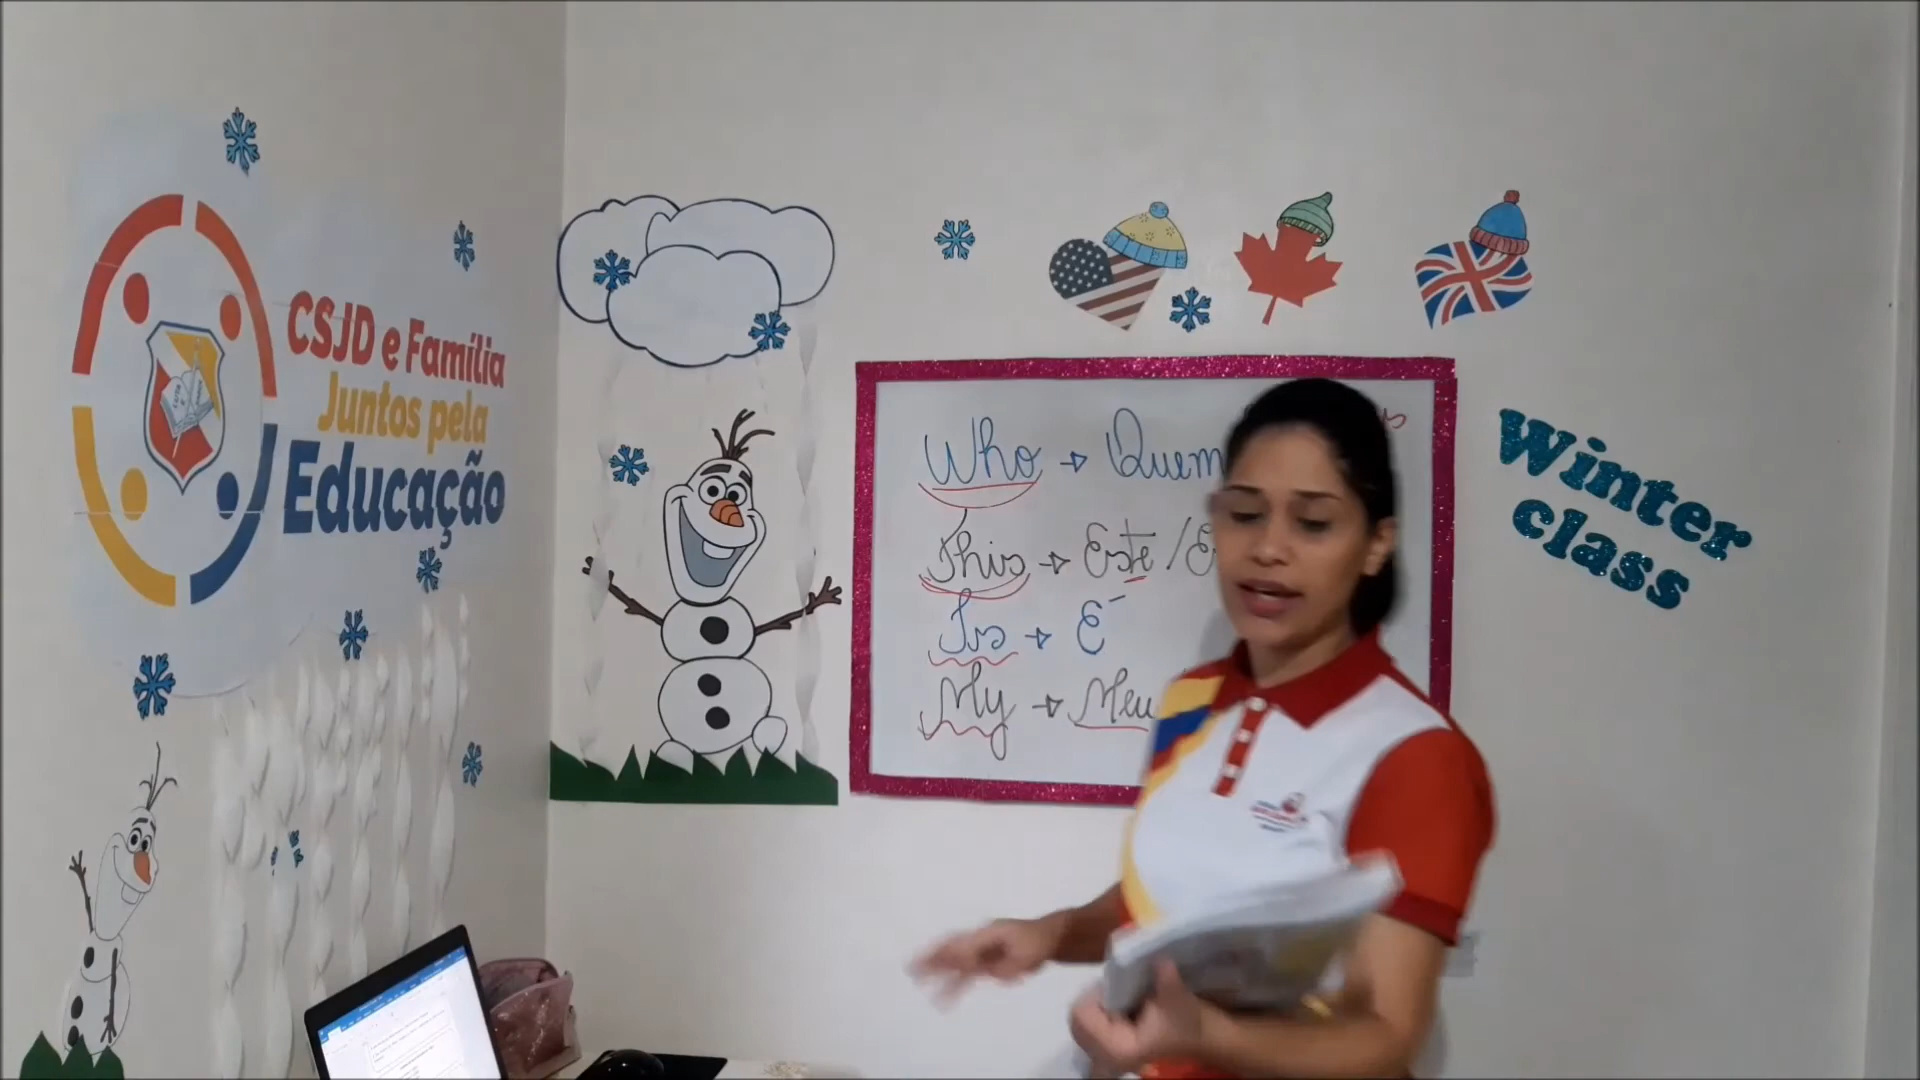 CSJD e Família
Juntos pela
Educação
Who → Quem
This → Este /
Is → É
My → Meu
Winter
class